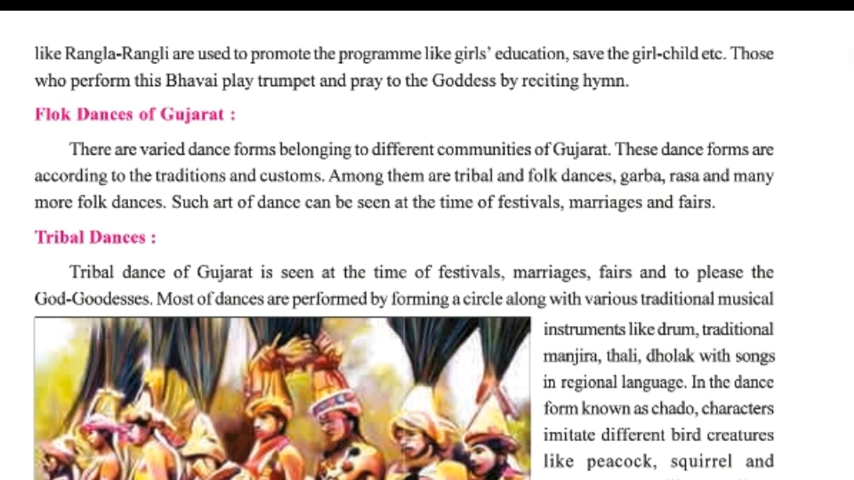 like Rangla-Rangli are used to promote the programme like girls' education, save the girl-child etc. Those
who perform this Bhavai play trumpet and pray to the Goddess by reciting hymn.
Flok Dances of Gujarat :
There are varied dance forms belonging to different communities of Gujarat. These dance forms are
according to the traditions and customs. Among them are tribal and folk dances, garba, rasa and many
more folk dances. Such art of dance can be seen at the time of festivals, marriages and fairs.
Tribal Dances :
Tribal dance of Gujarat is seen at the time of festivals, marriages, fairs and to please the
God-Goodesses. Most of dances are performed by forming a circle along with various traditional musical
instruments like drum, traditional
manjira, thali, dholak with songs
in regional language. In the dance
form known as chado, characters
imitate different bird creatures
like peacock, squirrel and